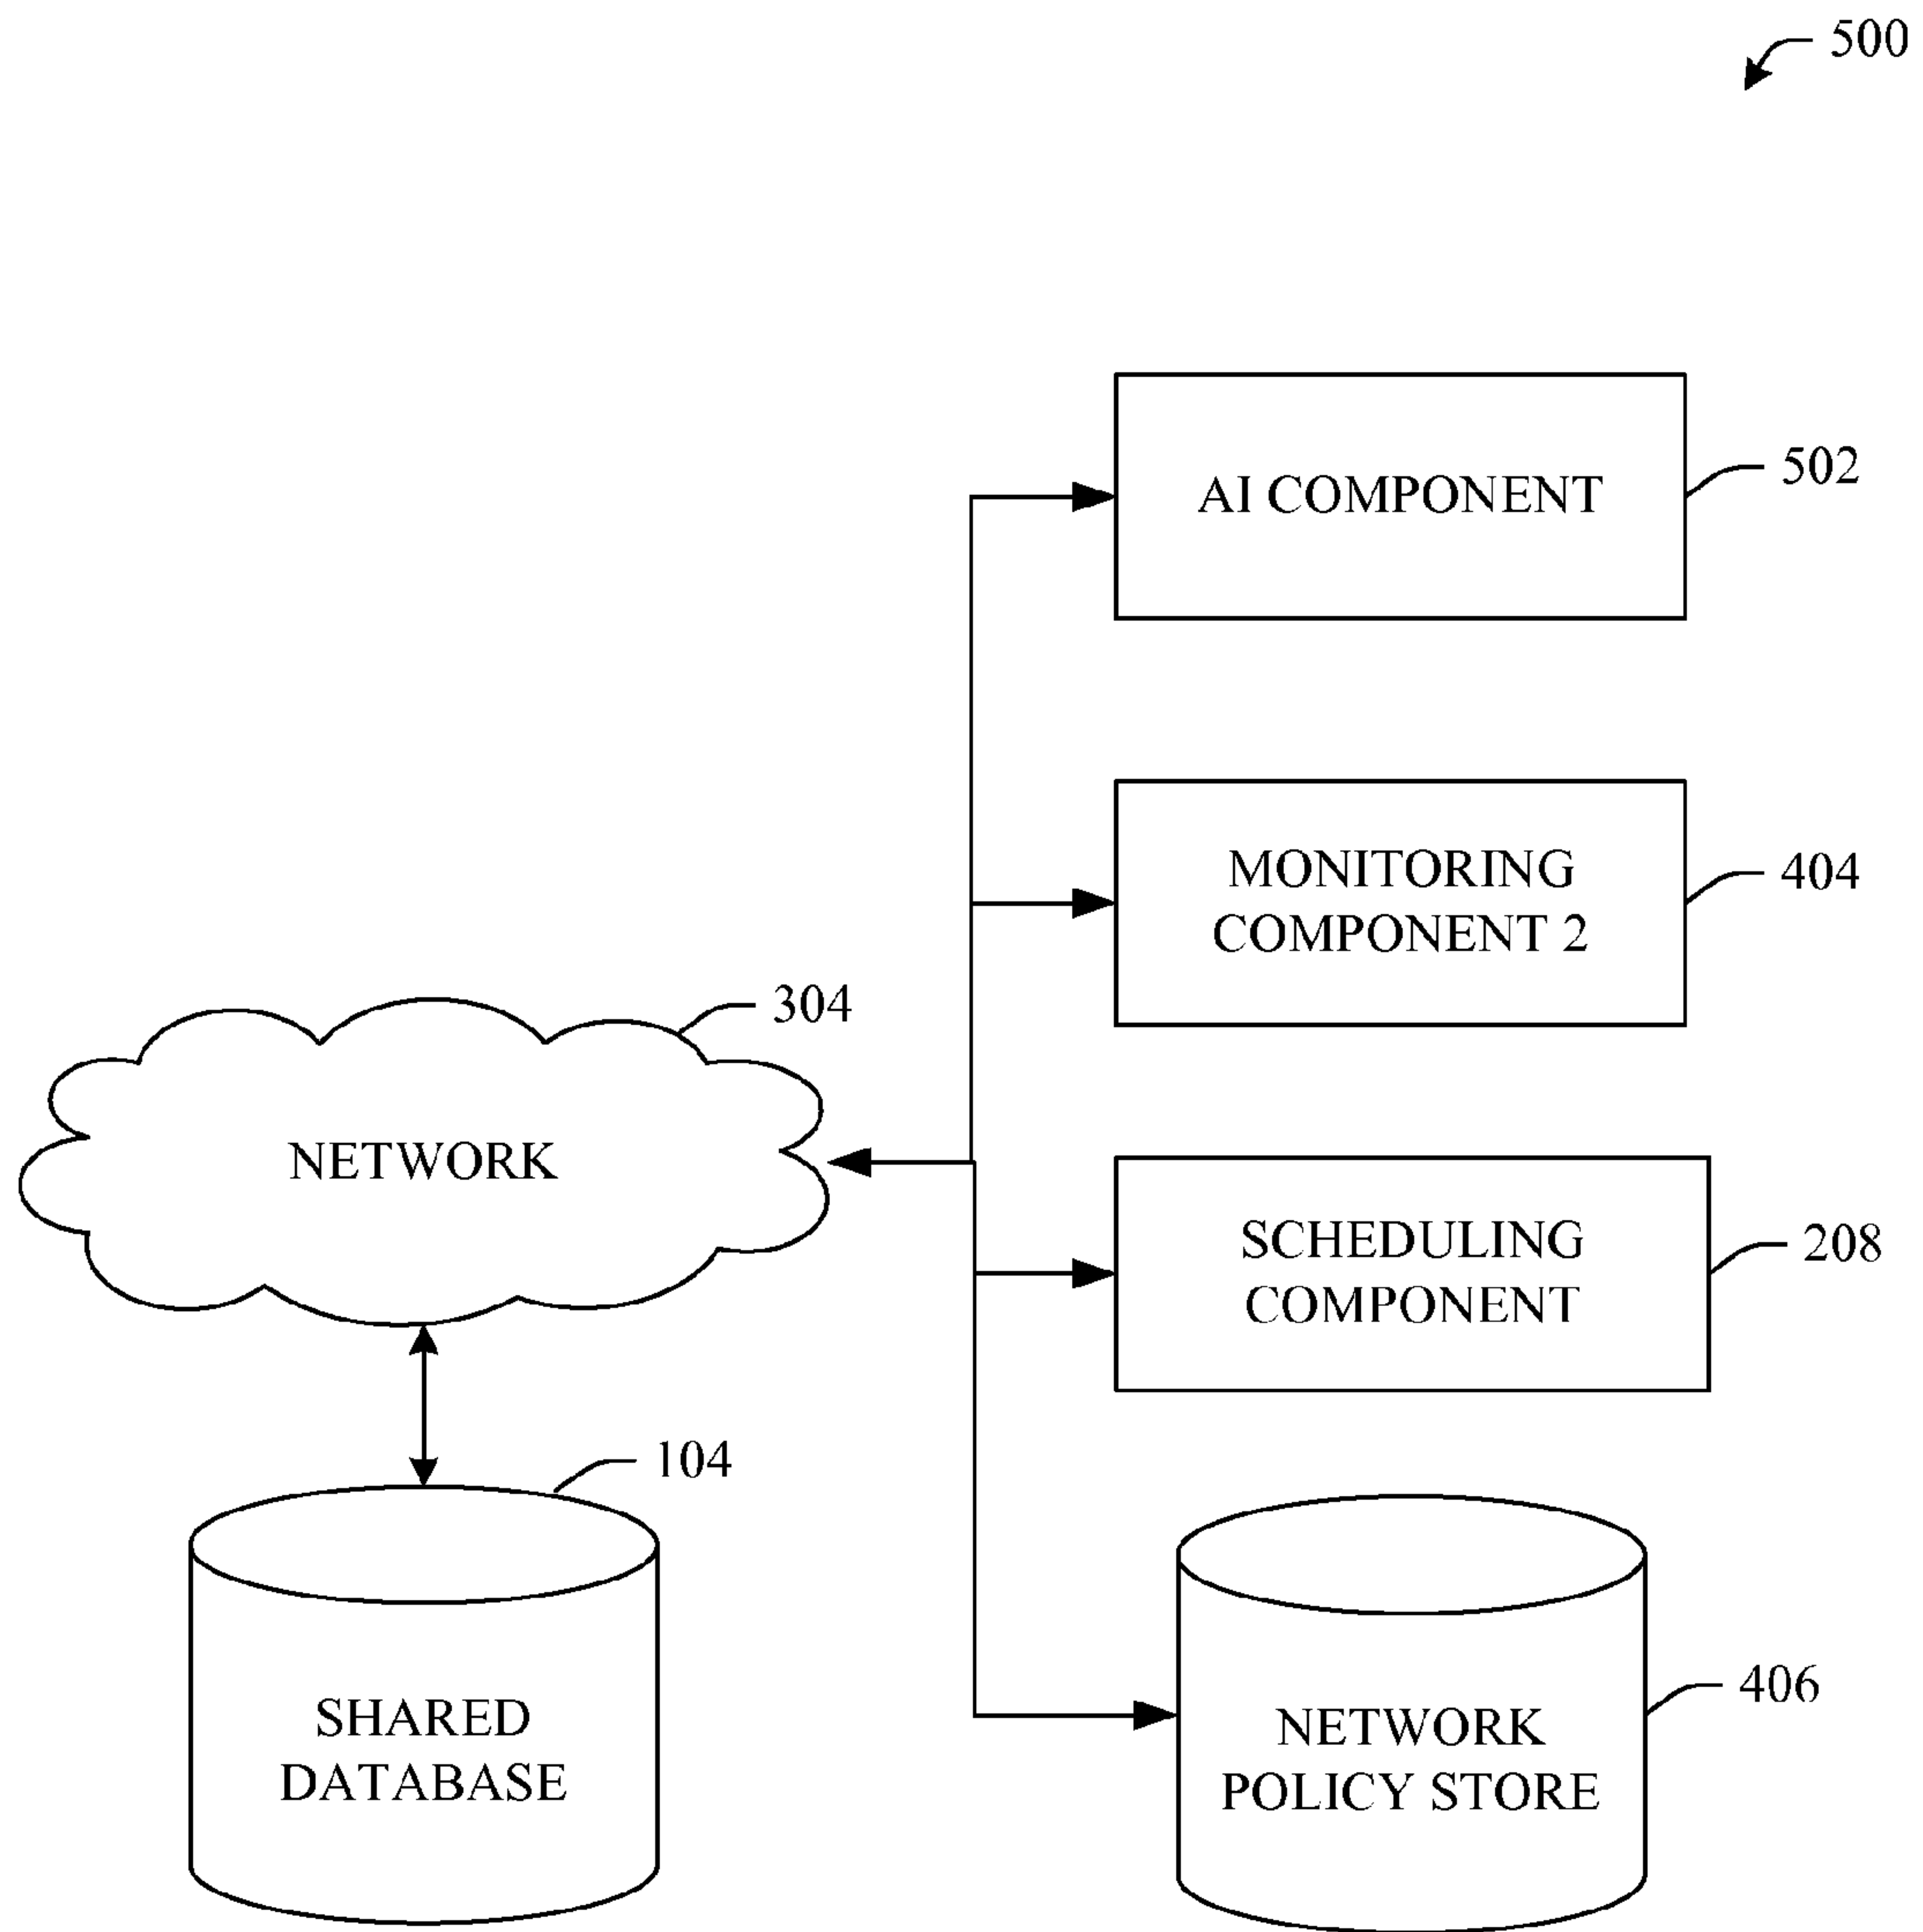 500
AI COMPONENT
502
MONITORING
COMPONENT 2
404
304
NETWORK
SCHEDULING
COMPONENT
208
104
SHARED
DATABASE
406
NETWORK
POLICY STORE